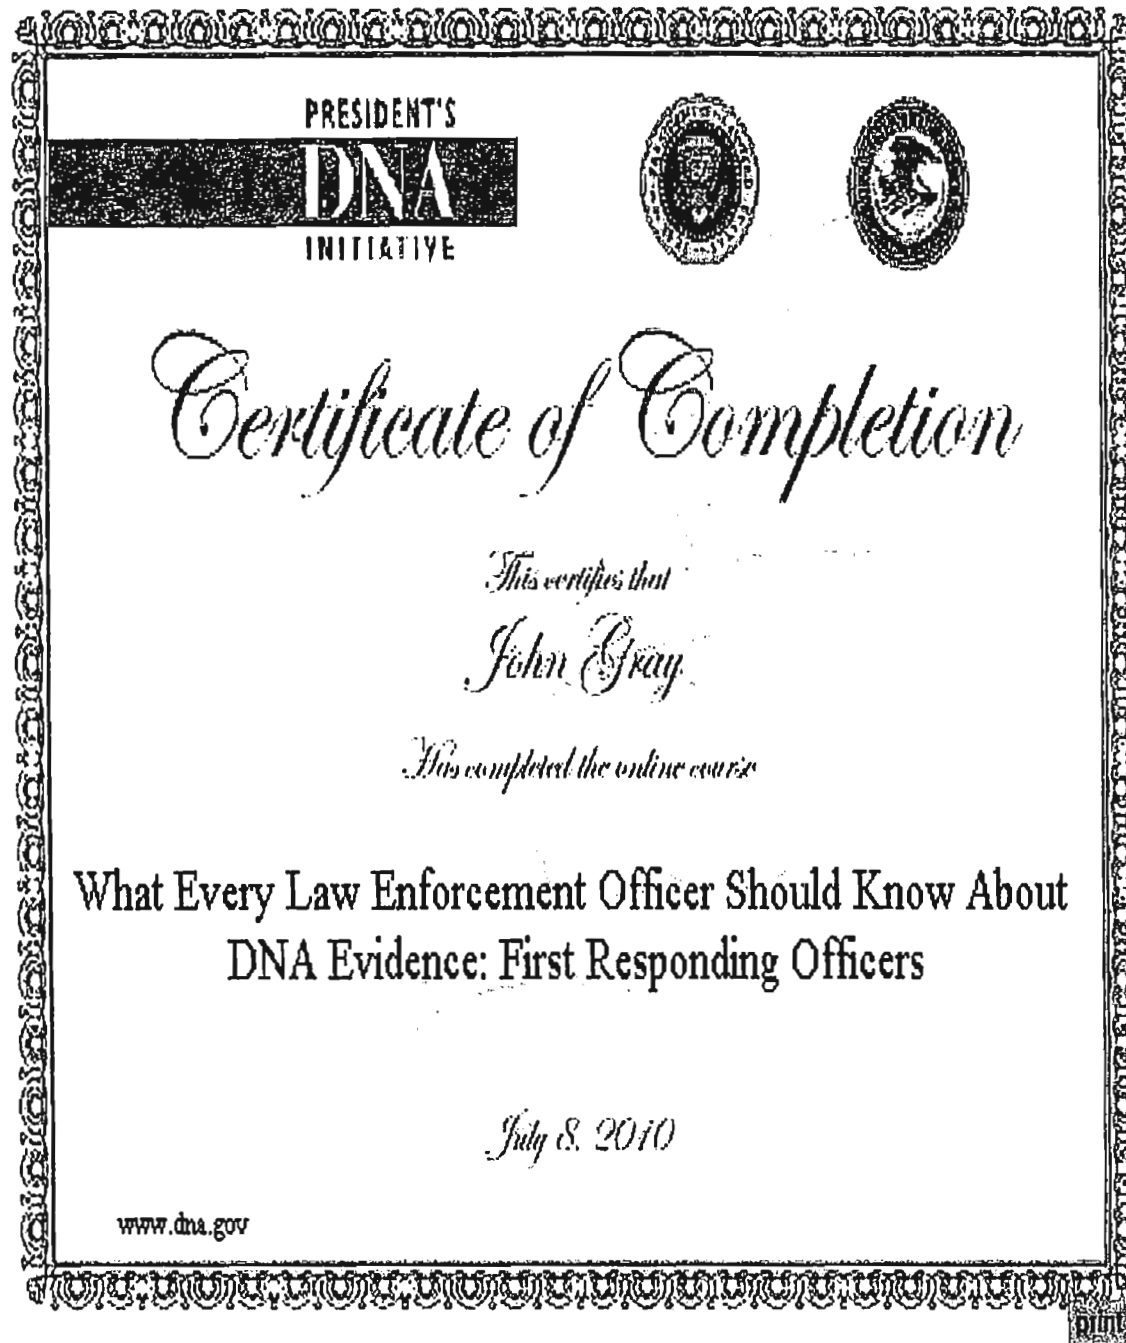 PRESIDENT'S
DNA
INITIATIVE
Certificate of Completion
This certifies that
John Gray
Has completed the online course
What Every Law Enforcement Officer Should Know About
DNA Evidence: First Responding Officers
July 8, 2010
www.dna.gov
print